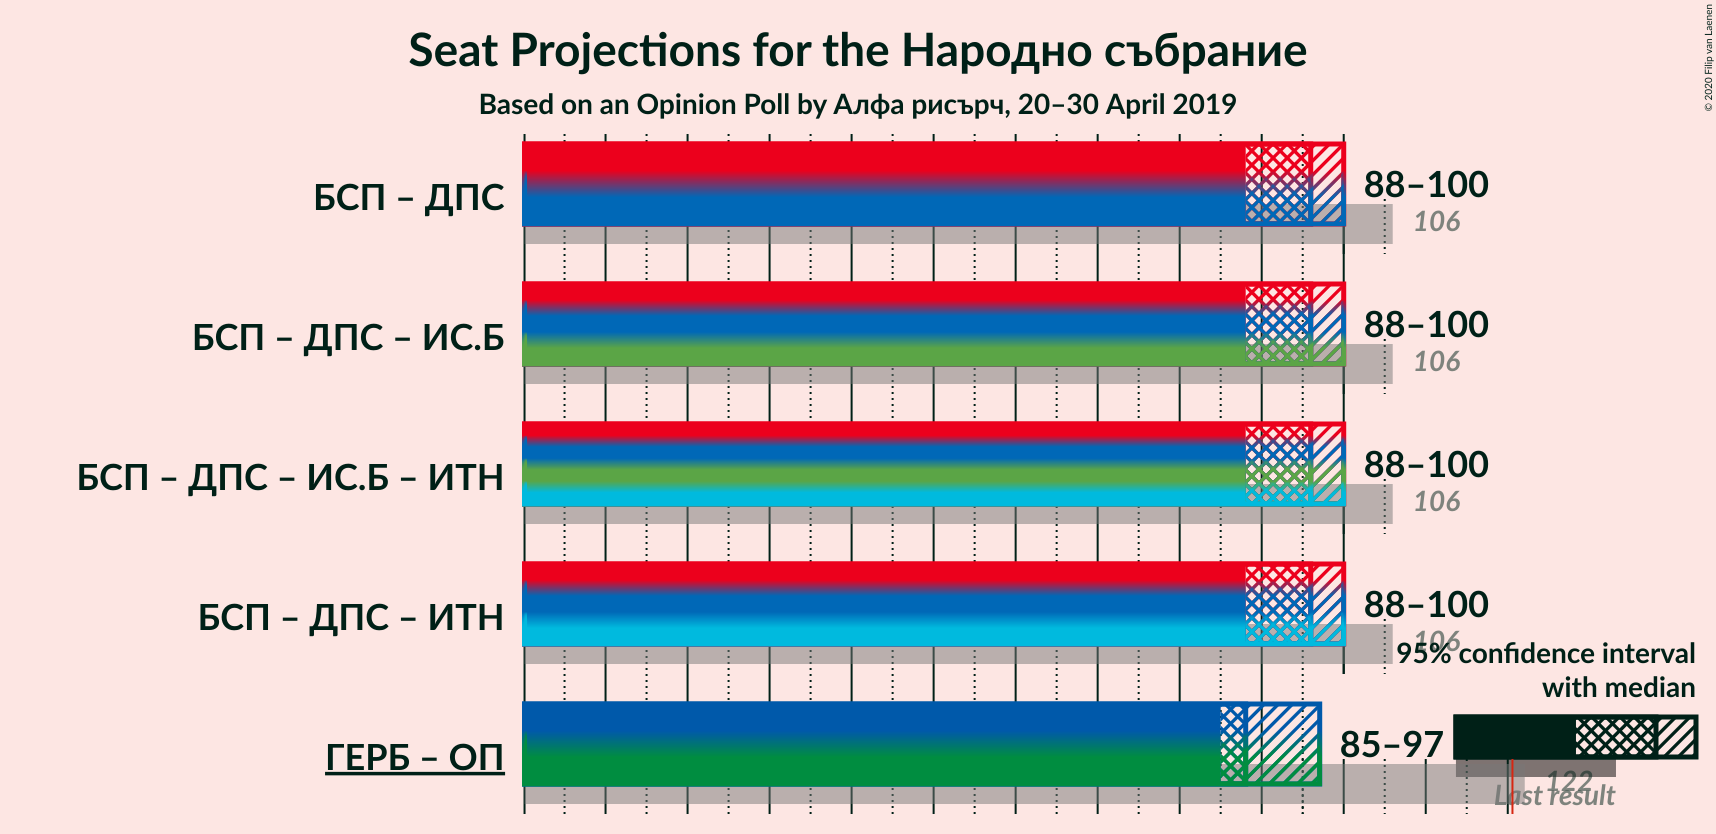 Seat Projections for the Народно събрание
Based on an Opinion Poll by Алфа рисърч, 20–30 April 2019
© 2020 Filip van Laenen
БСП – ДПС
88–100
106
БСП – ДПС – ИС.Б
88–100
106
БСП – ДПС – ИС.Б – ИТН
88–100
106
БСП – ДПС – ИТН
88–100
106
95% confidence interval
with median
ГЕРБ – ОП
85–97
122
Last result